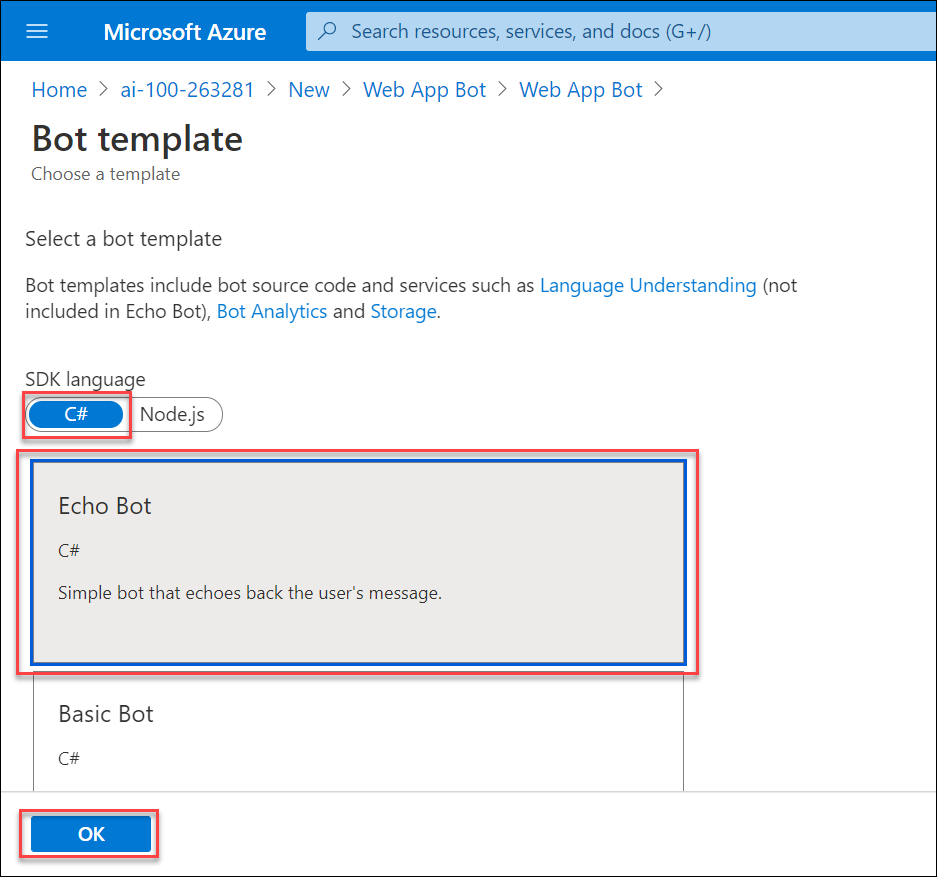 Microsoft Azure
Search resources, services, and docs (G+/)
Home > ai-100-263281 > New > Web App Bot > Web App Bot >
Bot template
Choose a template
Select a bot template
Bot templates include bot source code and services such as Language Understanding (not
included in Echo Bot), Bot Analytics and Storage.
SDK language
C# Node.js
Echo Bot
C#
Simple bot that echoes back the user's message.
Basic Bot
C#
OK